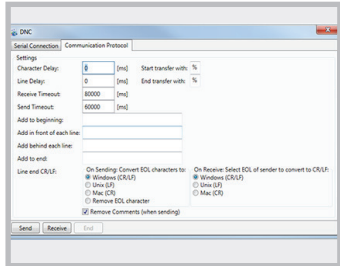 DNC
Serial Connection Communication Protocol
Settings
Character Delay: 0 [ms] Start transfer with: %
Line Delay: 0 [ms] End transfer with: %
Receive Timeout: 80000 [ms]
Send Timeout: 60000 [ms]
Add to beginning:
Add in front of each line:
Add behind each line:
Add to end:
Line end CR/LF: On Sending: Convert EOL characters to: On Receive: Select EOL of sender to convert to CR/LF:
Windows (CR/LF) Windows (CR/LF)
Unix (LF) Unix (LF)
Mac (CR) Mac (CR)
Remove EOL character
Remove Comments (when sending)
Send Receive End